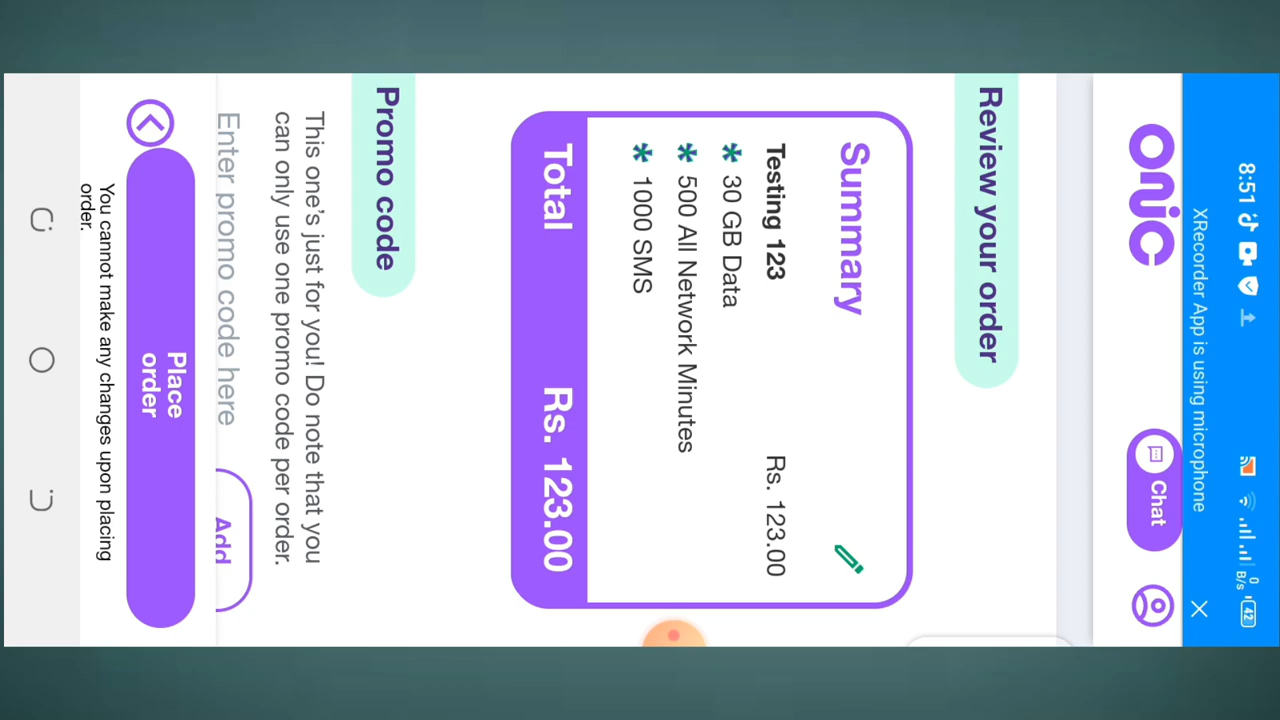 8:51
0
B/s
42
XRecorder App is using microphone
onic
Chat
Review your order
Summary
Testing 123 Rs. 123.00
30 GB Data
500 All Network Minutes
1000 SMS
Total Rs. 123.00
Promo code
This one's just for you! Do note that you
can only use one promo code per order.
Enter promo code here Add
Place
order
You cannot make any changes upon placing
order.